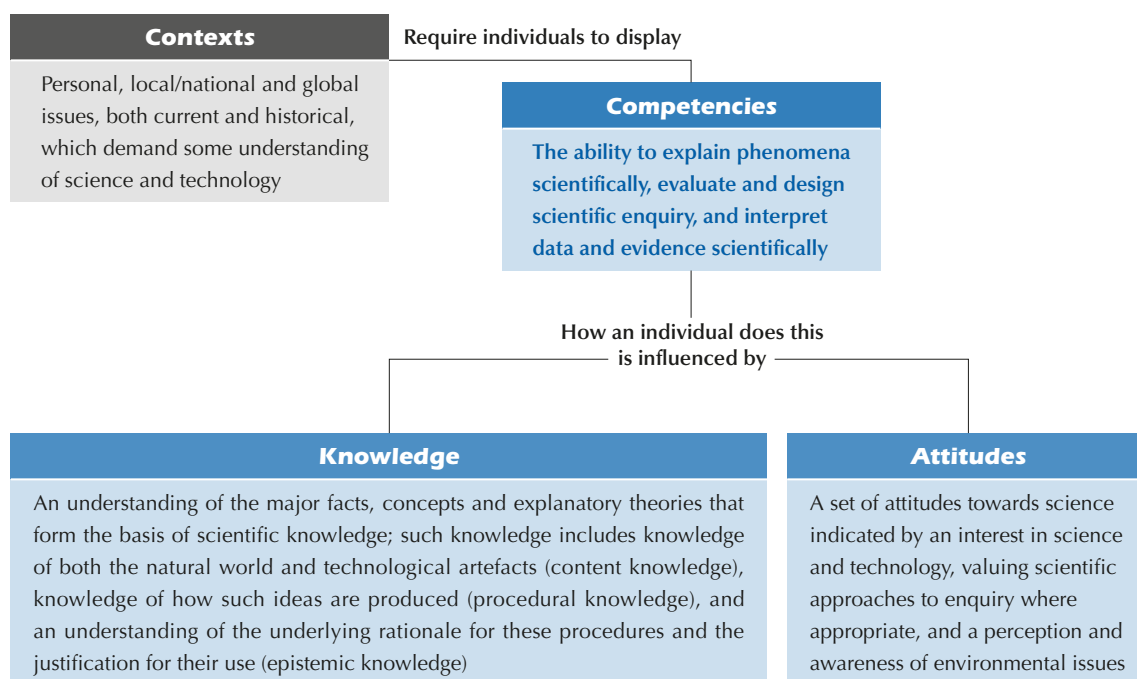 Contexts
Require individuals to display
Personal, local/national and global
issues, both current and historical,
which demand some understanding
of science and technology
Competencies
The ability to explain phenomena
scientifically, evaluate and design
scientific enquiry, and interpret
data and evidence scientifically
How an individual does this
is influenced by
Knowledge
An understanding of the major facts, concepts and explanatory theories that
form the basis of scientific knowledge; such knowledge includes knowledge
of both the natural world and technological artefacts (content knowledge),
knowledge of how such ideas are produced (procedural knowledge), and
an understanding of the underlying rationale for these procedures and the
justification for their use (epistemic knowledge)
Attitudes
A set of attitudes towards science
indicated by an interest in science
and technology, valuing scientific
approaches to enquiry where
appropriate, and a perception and
awareness of environmental issues